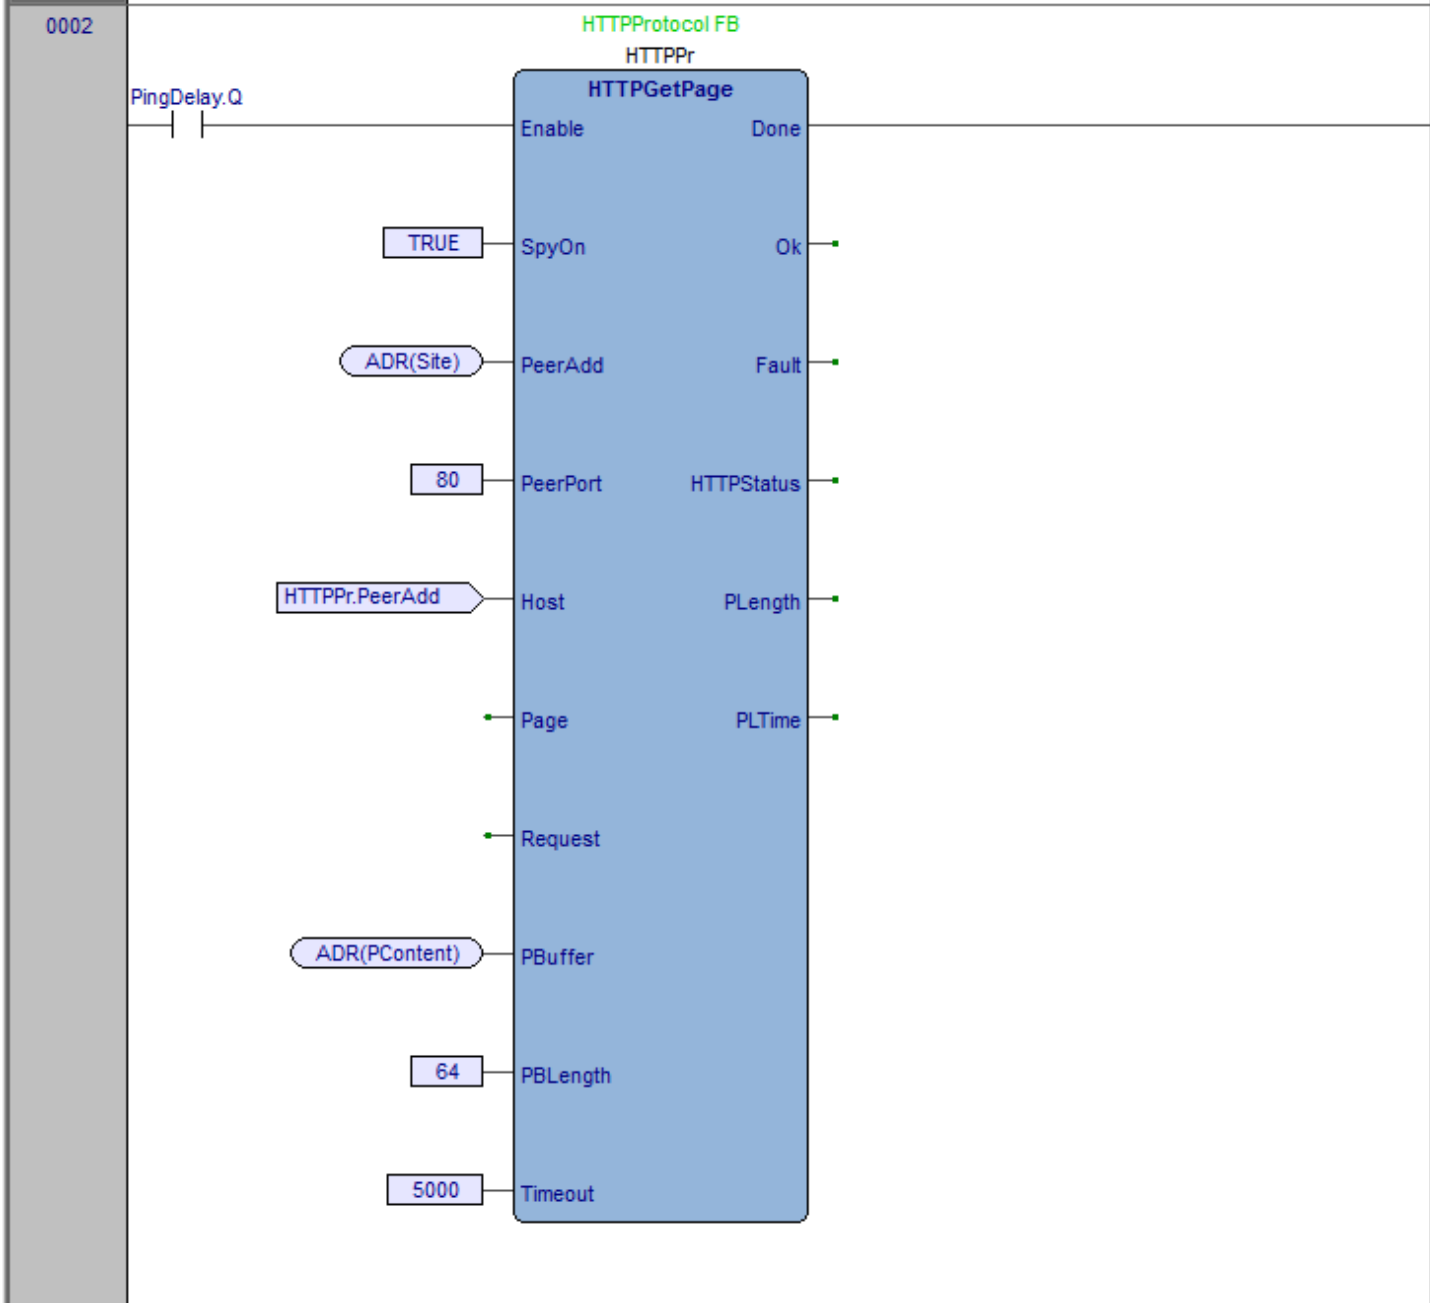 0002
HTTPProtocol FB
HTTPPr
HTTPGetPage
PingDelay.Q
Enable Done
TRUE SpyOn Ok
ADR(Site) PeerAdd Fault
80 PeerPort HTTPStatus
HTTPPr.PeerAdd Host PLength
Page PLTime
Request
ADR(PContent) PBuffer
64 PBLength
5000 Timeout